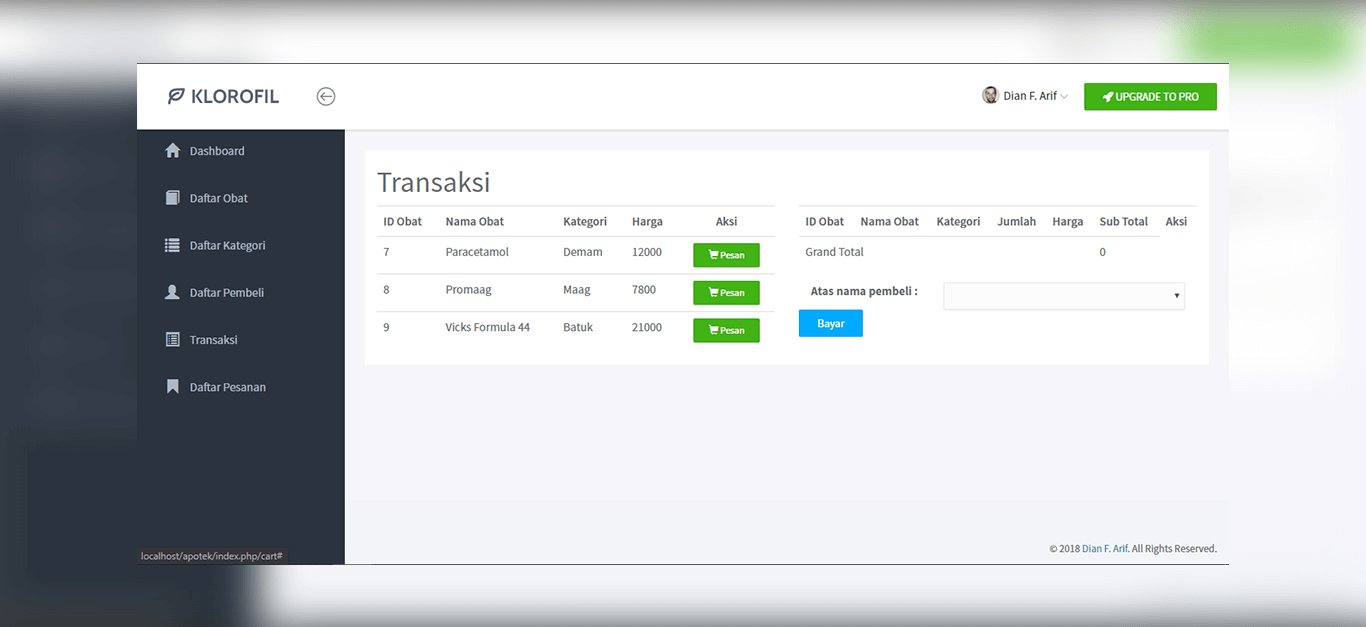 KLOROFIL
Dian F. Arif
UPGRADE TO PRO
Dashboard
Daftar Obat
Daftar Kategori
Daftar Pembeli
Transaksi
Daftar Pesanan
Transaksi
ID Obat Nama Obat Kategori Harga Aksi
7 Paracetamol Demam 12000 Pesan
8 Promaag Maag 7800 Pesan
9 Vicks Formula 44 Batuk 21000 Pesan
ID Obat Nama Obat Kategori Jumlah Harga Sub Total Aksi
Grand Total 0
Atas nama pembeli :
Bayar
localhost/apotek/index.php/cart#
© 2018 Dian F. Arif. All Rights Reserved.